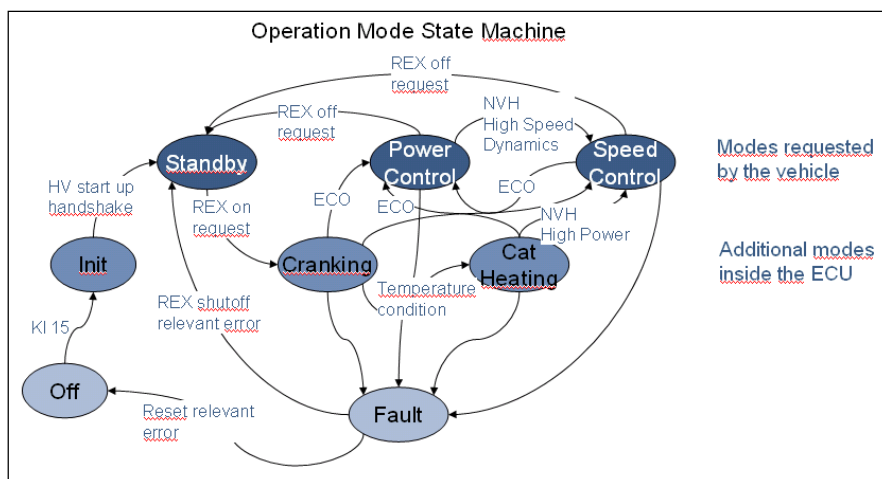 Operation Mode State Machine
REX off
request
REX off
request
NVH
High Speed
Dynamics
Standby
Power
Control
Speed
Control
Modes requested
by the vehicle
HV start up
handshake
ECO
ECO
ECO
REX on
request
NVH
High Power
Init
Cranking
Cat
Heating
Additional modes
inside the ECU
REX shutoff
relevant error
Temperature
condition
KI 15
Off
Fault
Reset relevant
error